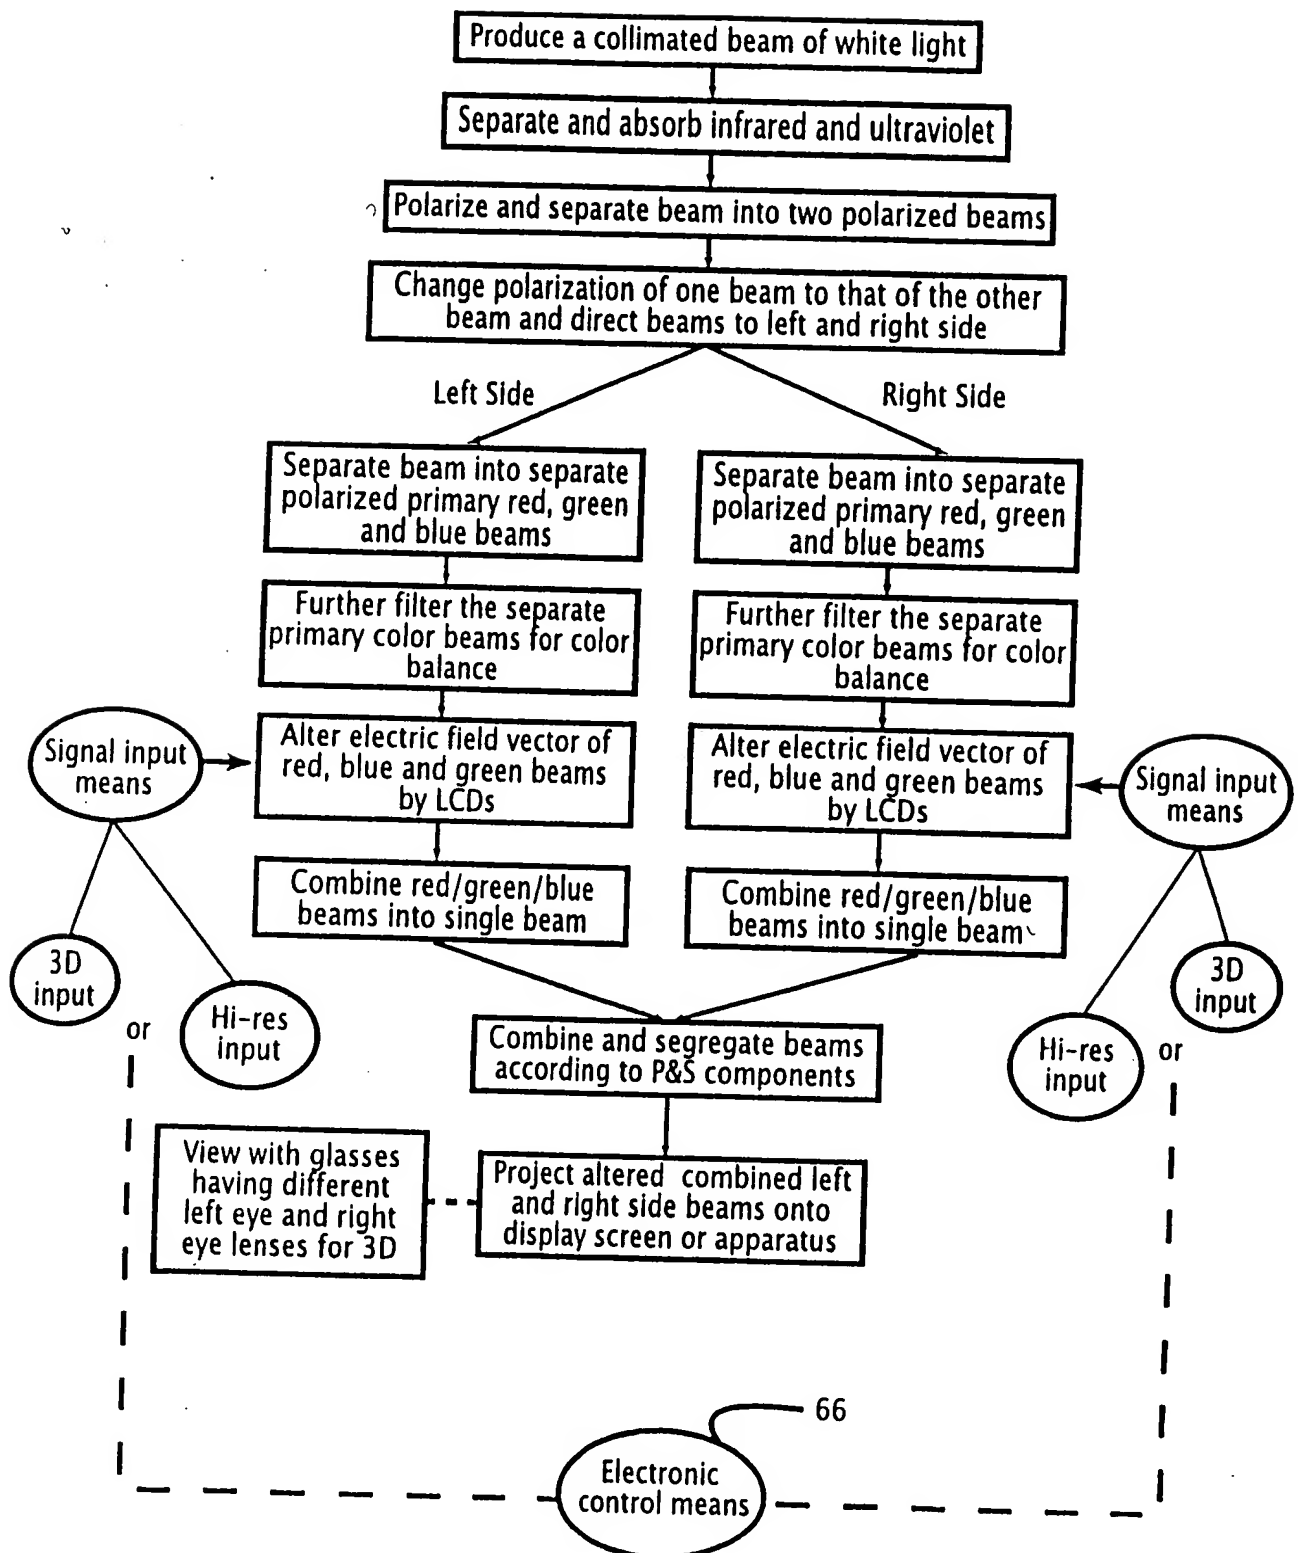 Produce a collimated beam of white light
Separate and absorb infrared and ultraviolet
Polarize and separate beam into two polarized beams
Change polarization of one beam to that of the other
beam and direct beams to left and right side
Left Side
Right Side
Separate beam into separate
polarized primary red, green
and blue beams
Separate beam into separate
polarized primary red, green
and blue beams
Further filter the separate
primary color beams for color
balance
Further filter the separate
primary color beams for color
balance
Signal input
means
Alter electric field vector of
red, blue and green beams
by LCDs
Alter electric field vector of
red, blue and green beams
by LCDs
Signal input
means
Combine red/green/blue
beams into single beam
Combine red/green/blue
beams into single beam
3D
input
or
Hi-res
input
Hi-res
input
or
3D
input
Combine and segregate beams
according to P&S components
View with glasses
having different
left eye and right
eye lenses for 3D
Project altered combined left
and right side beams onto
display screen or apparatus
66
Electronic
control means